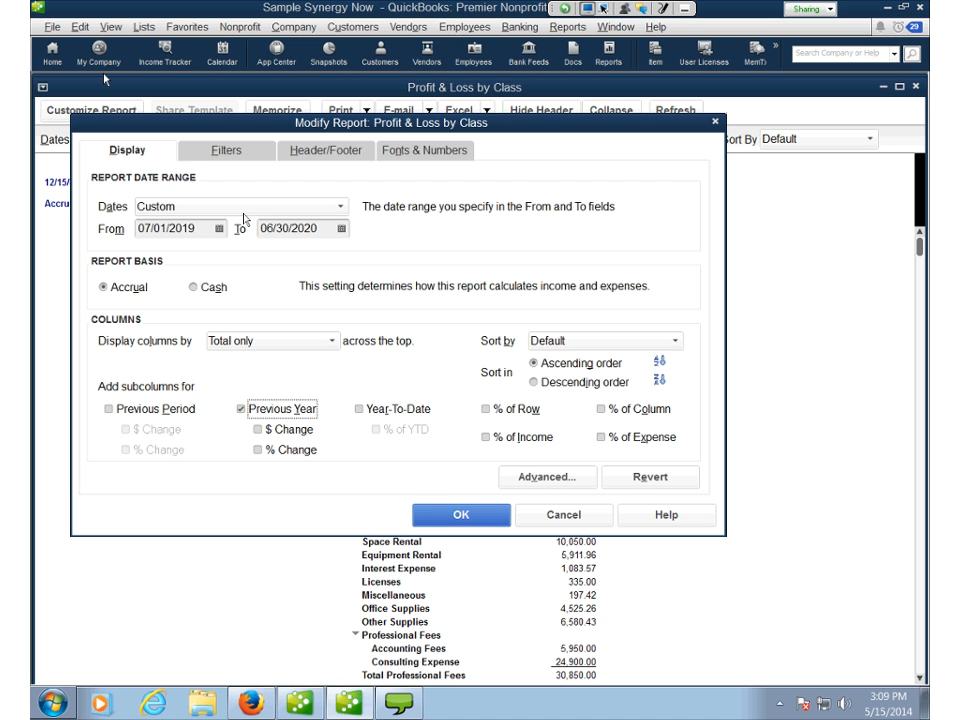 Sample Synergy Now - QuickBooks: Premier Nonprofit
Sharing
File Edit View Lists Favorites Nonprofit Company Customers Vendors Employees Banking Reports Window Help
29
Home My Company Income Tracker Calendar App Center Snapshots Customers Vendors Employees Bank Feeds Docs Reports Item User Licenses MemTx
Search Company or Help
Profit & Loss by Class
Customize Report Share Template Memorize Print E-mail Excel Hide Header Collapse Refresh
Modify Report: Profit & Loss by Class
Dates
Sort By Default
Display Filters Header/Footer Fonts & Numbers
REPORT DATE RANGE
12/15/
Accru
Dates Custom The date range you specify in the From and To fields
From 07/01/2019 To 06/30/2020
REPORT BASIS
Accrual Cash This setting determines how this report calculates income and expenses.
COLUMNS
Display columns by Total only across the top. Sort by Default
Sort in Ascending order
Descending order
Add subcolumns for
Previous Period Previous Year Year-To-Date % of Row % of Column
$ Change $ Change % of YTD % of Income % of Expense
% Change % Change
Advanced... Revert
OK Cancel Help
Space Rental 10,050.00
Equipment Rental 5,911.96
Interest Expense 1,083.57
Licenses 335.00
Miscellaneous 197.42
Office Supplies 4,525.26
Other Supplies 6,580.43
Professional Fees
Accounting Fees 5,950.00
Consulting Expense 24,900.00
Total Professional Fees 30,850.00
3:09 PM
5/15/2014